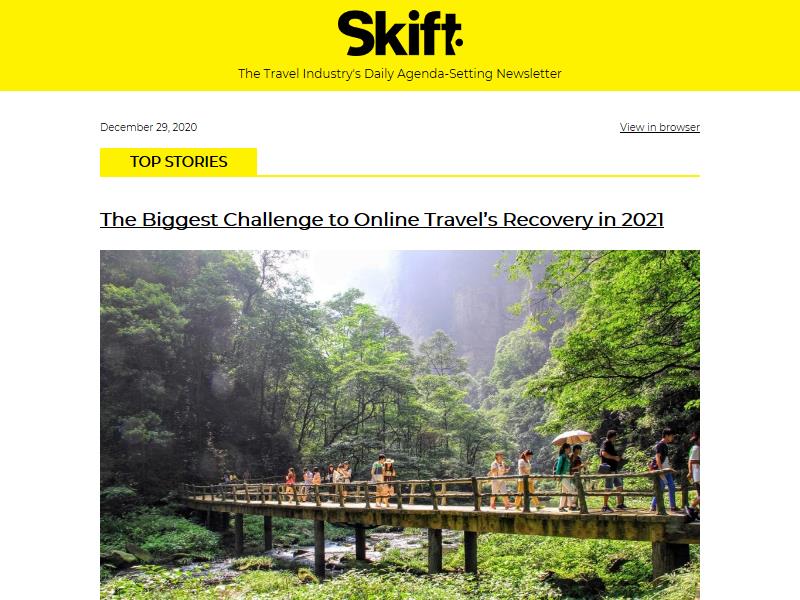 Skift
The Travel Industry's Daily Agenda-Setting Newsletter
December 29, 2020
View in browser
TOP STORIES
The Biggest Challenge to Online Travel’s Recovery in 2021